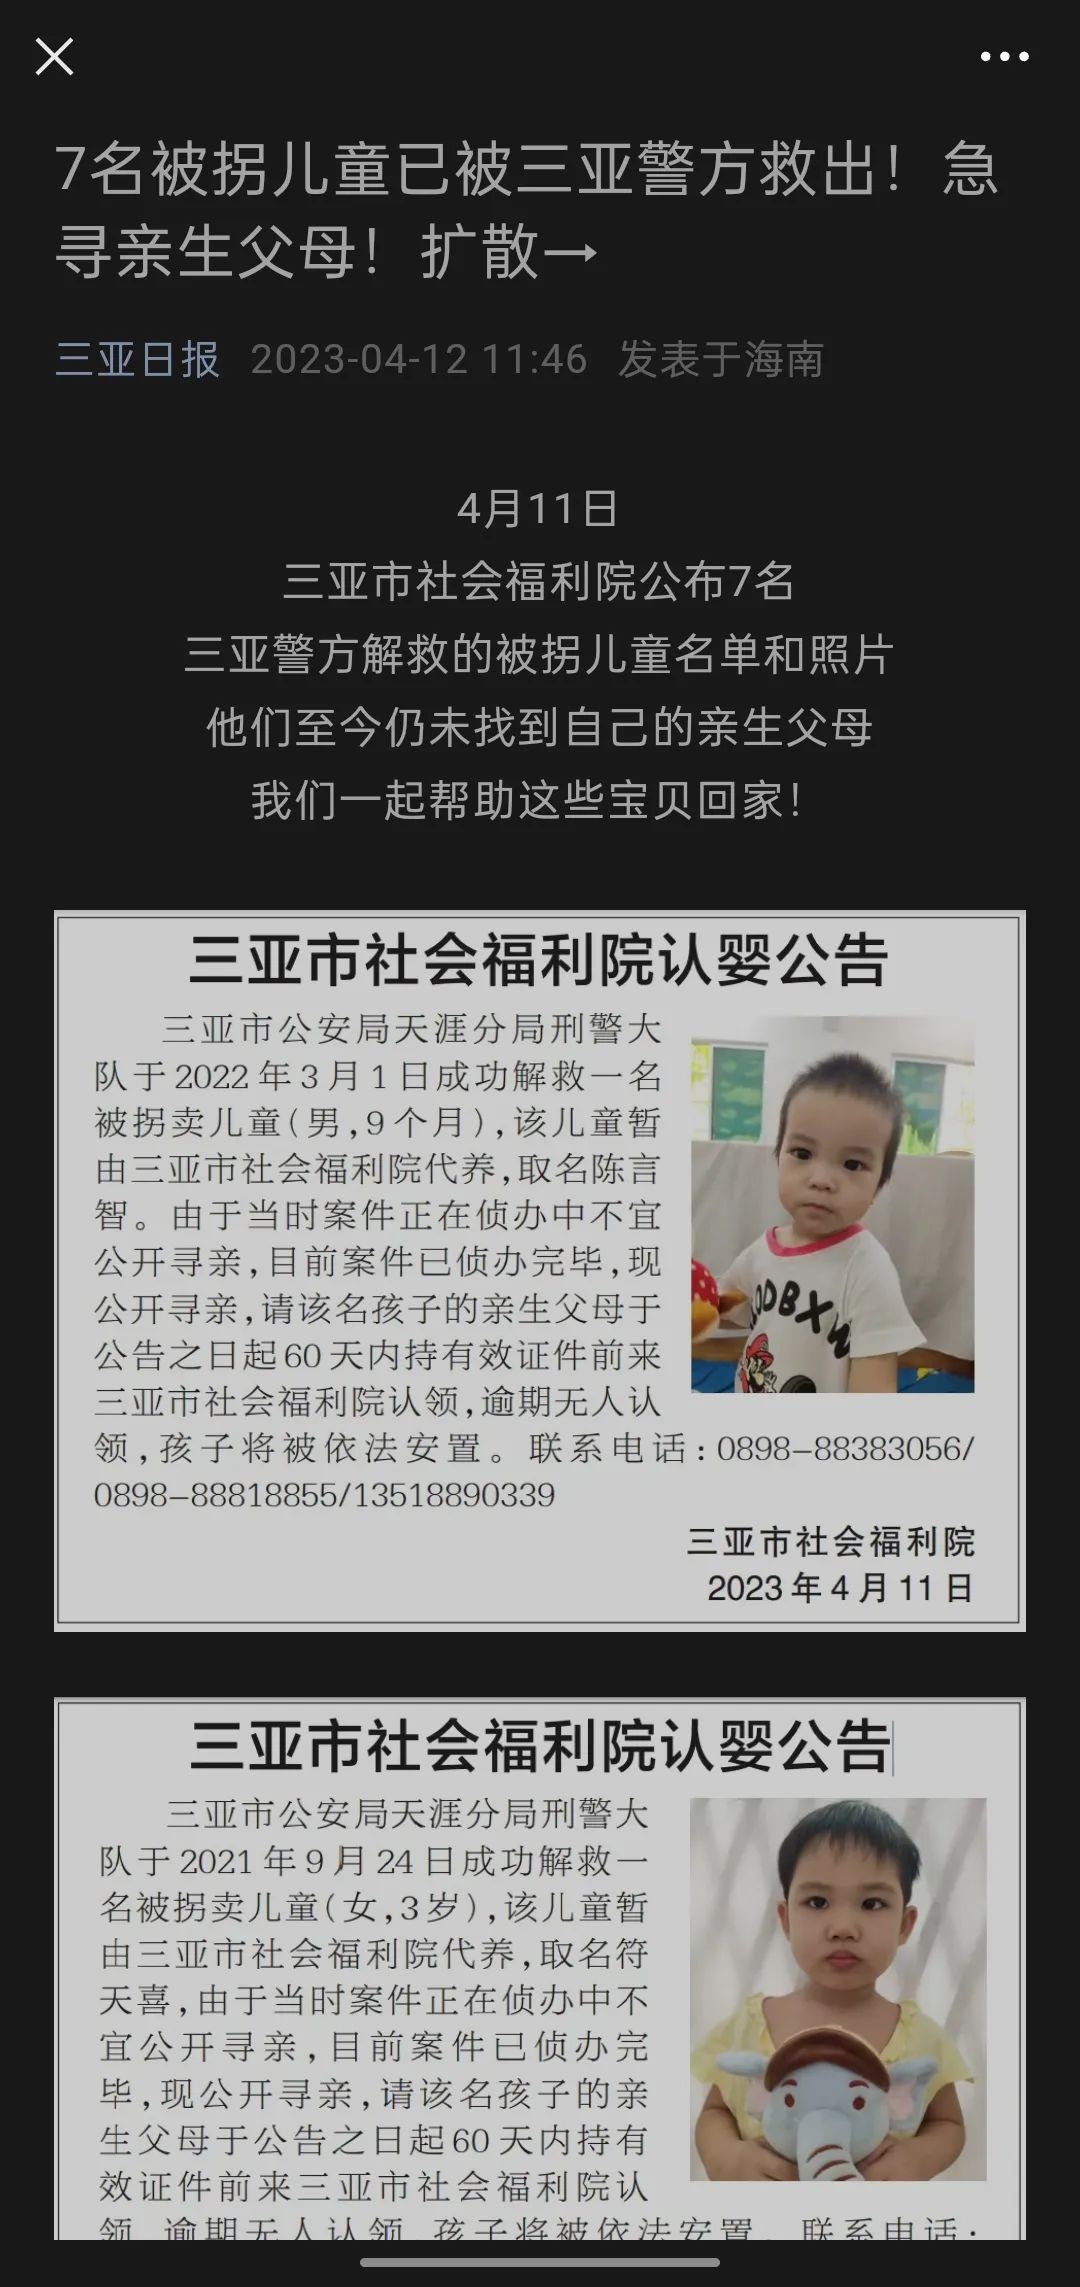 7名被拐儿童已被三亚警方救出！急
寻亲生父母！扩散→
三亚日报 2023-04-12 11:46 发表于海南
4月11日
三亚市社会福利院公布7名
三亚警方解救的被拐儿童名单和照片
他们至今仍未找到自己的亲生父母
我们一起帮助这些宝贝回家！
三亚市社会福利院认婴公告
三亚市公安局天涯分局刑警大
队于2022年3月1日成功解救一名
被拐卖儿童(男,9个月),该儿童暂
由三亚市社会福利院代养,取名陈言
智。由于当时案件正在侦办中不宜
公开寻亲,目前案件已侦办完毕,现
公开寻亲,请该名孩子的亲生父母于
公告之日起60天内持有效证件前来
三亚市社会福利院认领,逾期无人认
领,孩子将被依法安置。联系电话:0898-88383056/
0898-88818855/13518890339
三亚市社会福利院
2023年4月11日
三亚市社会福利院认婴公告
三亚市公安局天涯分局刑警大
队于2021年9月24日成功解救一
名被拐卖儿童(女,3岁),该儿童暂
由三亚市社会福利院代养,取名符
天喜,由于当时案件正在侦办中不
宜公开寻亲,目前案件已侦办完
毕,现公开寻亲,请该名孩子的亲
生父母于公告之日起60天内持有
效证件前来三亚市社会福利院认
领,逾期无人认领,孩子将被依法安置。联系电话: